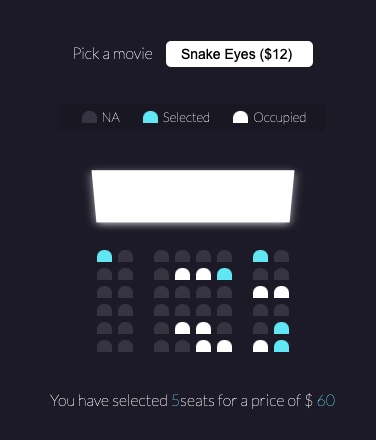 Pick a movie Snake Eyes ($12)
NA Selected Occupied
You have selected 5seats for a price of $ 60